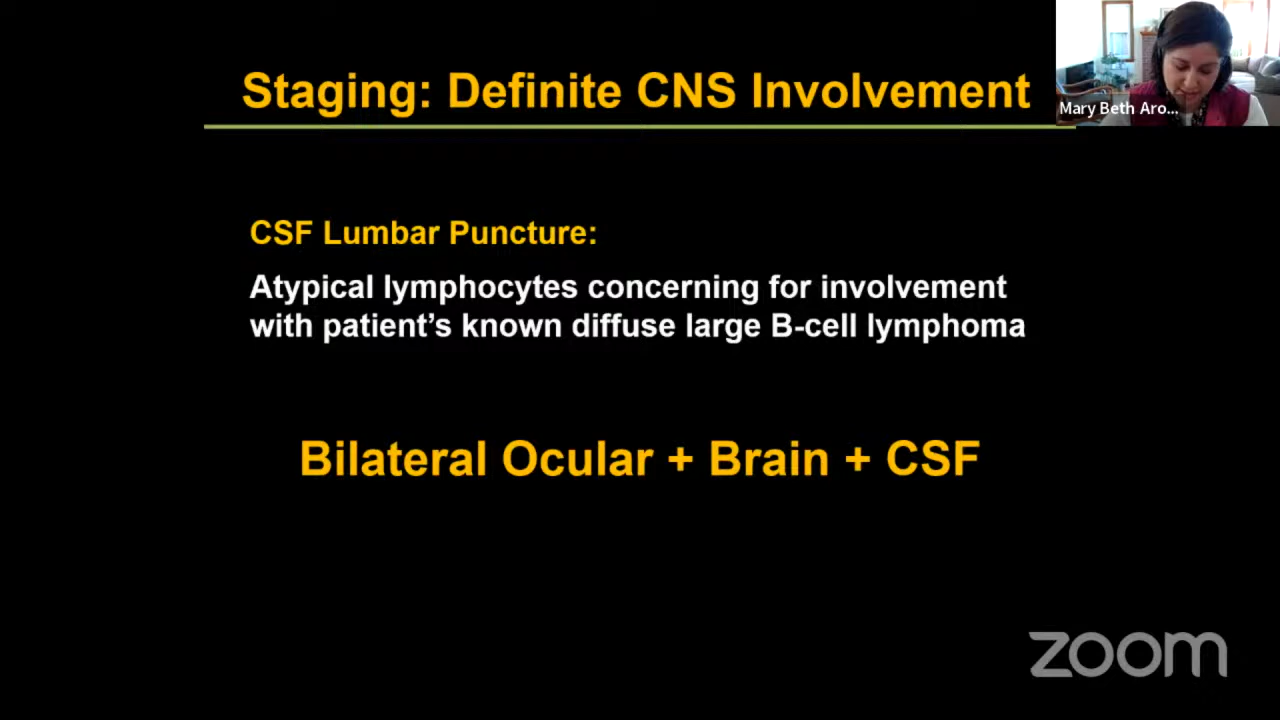 Staging: Definite CNS Involvement
Mary Beth Aro...
CSF Lumbar Puncture:
Atypical lymphocytes concerning for involvement
with patient’s known diffuse large B-cell lymphoma
Bilateral Ocular + Brain + CSF
zoom